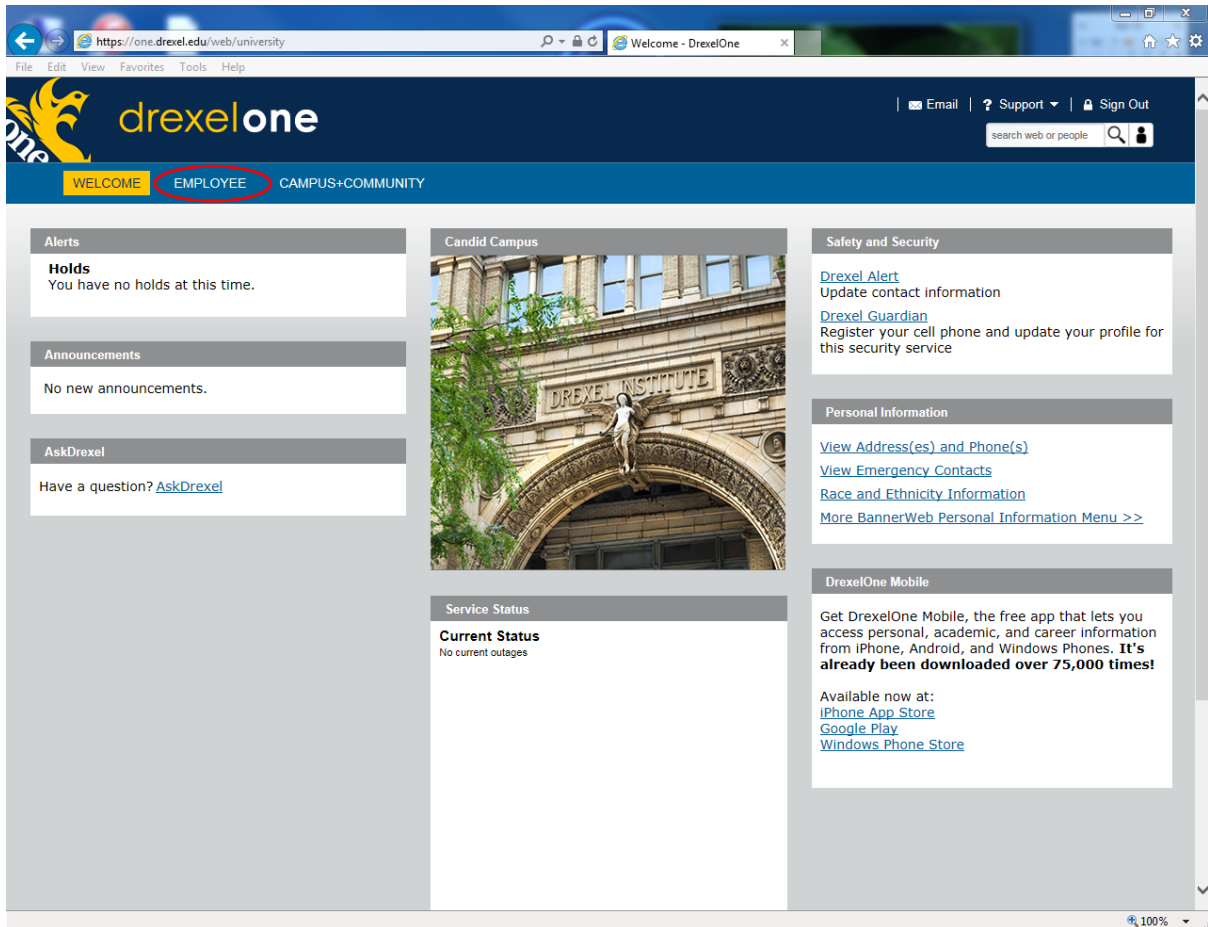 https://one.drexel.edu/web/university
Welcome - DrexelOne
File Edit View Favorites Tools Help
one
drexelone
Email | ? Support | Sign Out
search web or people
WELCOME EMPLOYEE CAMPUS+COMMUNITY
Alerts
Holds
You have no holds at this time.
Announcements
No new announcements.
AskDrexel
Have a question? AskDrexel
Candid Campus
DREXEL INSTITUTE
Service Status
Current Status
No current outages
Safety and Security
Drexel Alert
Update contact information
Drexel Guardian
Register your cell phone and update your profile for
this security service
Personal Information
View Address(es) and Phone(s)
View Emergency Contacts
Race and Ethnicity Information
More BannerWeb Personal Information Menu >>
DrexelOne Mobile
Get DrexelOne Mobile, the free app that lets you
access personal, academic, and career information
from iPhone, Android, and Windows Phones. It's
already been downloaded over 75,000 times!
Available now at:
iPhone App Store
Google Play
Windows Phone Store
100%